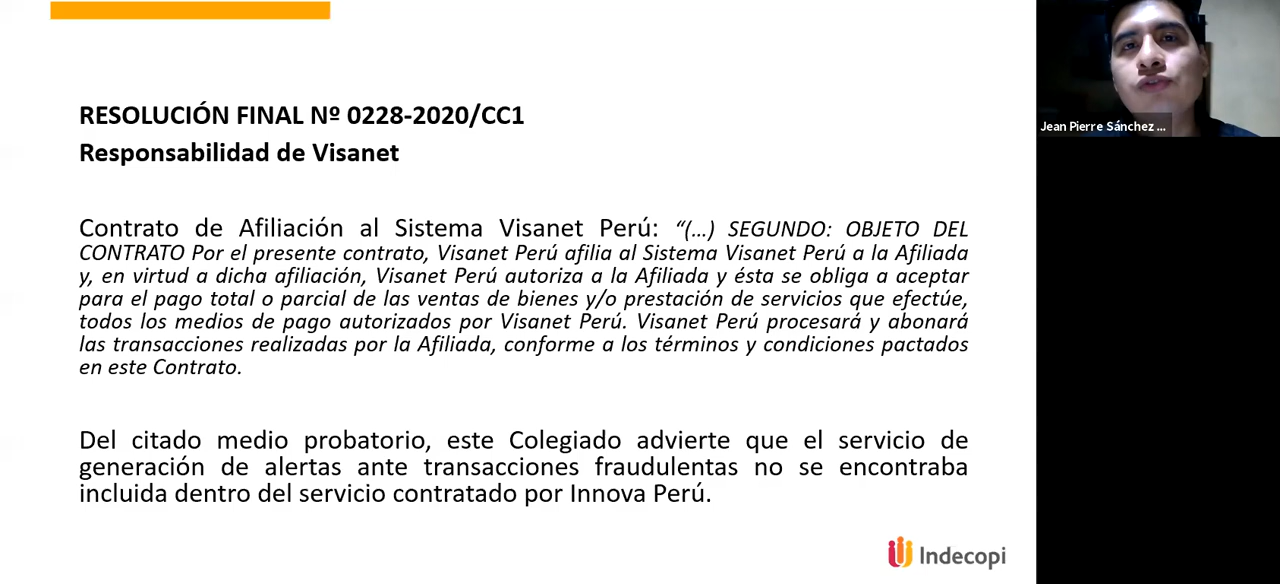 RESOLUCIÓN FINAL Nº 0228-2020/CC1
Responsabilidad de Visanet
Contrato de Afiliación al Sistema Visanet Perú: “(...) SEGUNDO: OBJETO DEL
CONTRATO Por el presente contrato, Visanet Perú afilia al Sistema Visanet Perú a la Afiliada
y, en virtud a dicha afiliación, Visanet Perú autoriza a la Afiliada y ésta se obliga a aceptar
para el pago total o parcial de las ventas de bienes y/o prestación de servicios que efectúe,
todos los medios de pago autorizados por Visanet Perú. Visanet Perú procesará y abonará
las transacciones realizadas por la Afiliada, conforme a los términos y condiciones pactados
en este Contrato.
Del citado medio probatorio, este Colegiado advierte que el servicio de
generación de alertas ante transacciones fraudulentas no se encontraba
incluida dentro del servicio contratado por Innova Perú.
Indecopi
Jean Pierre Sánchez ...